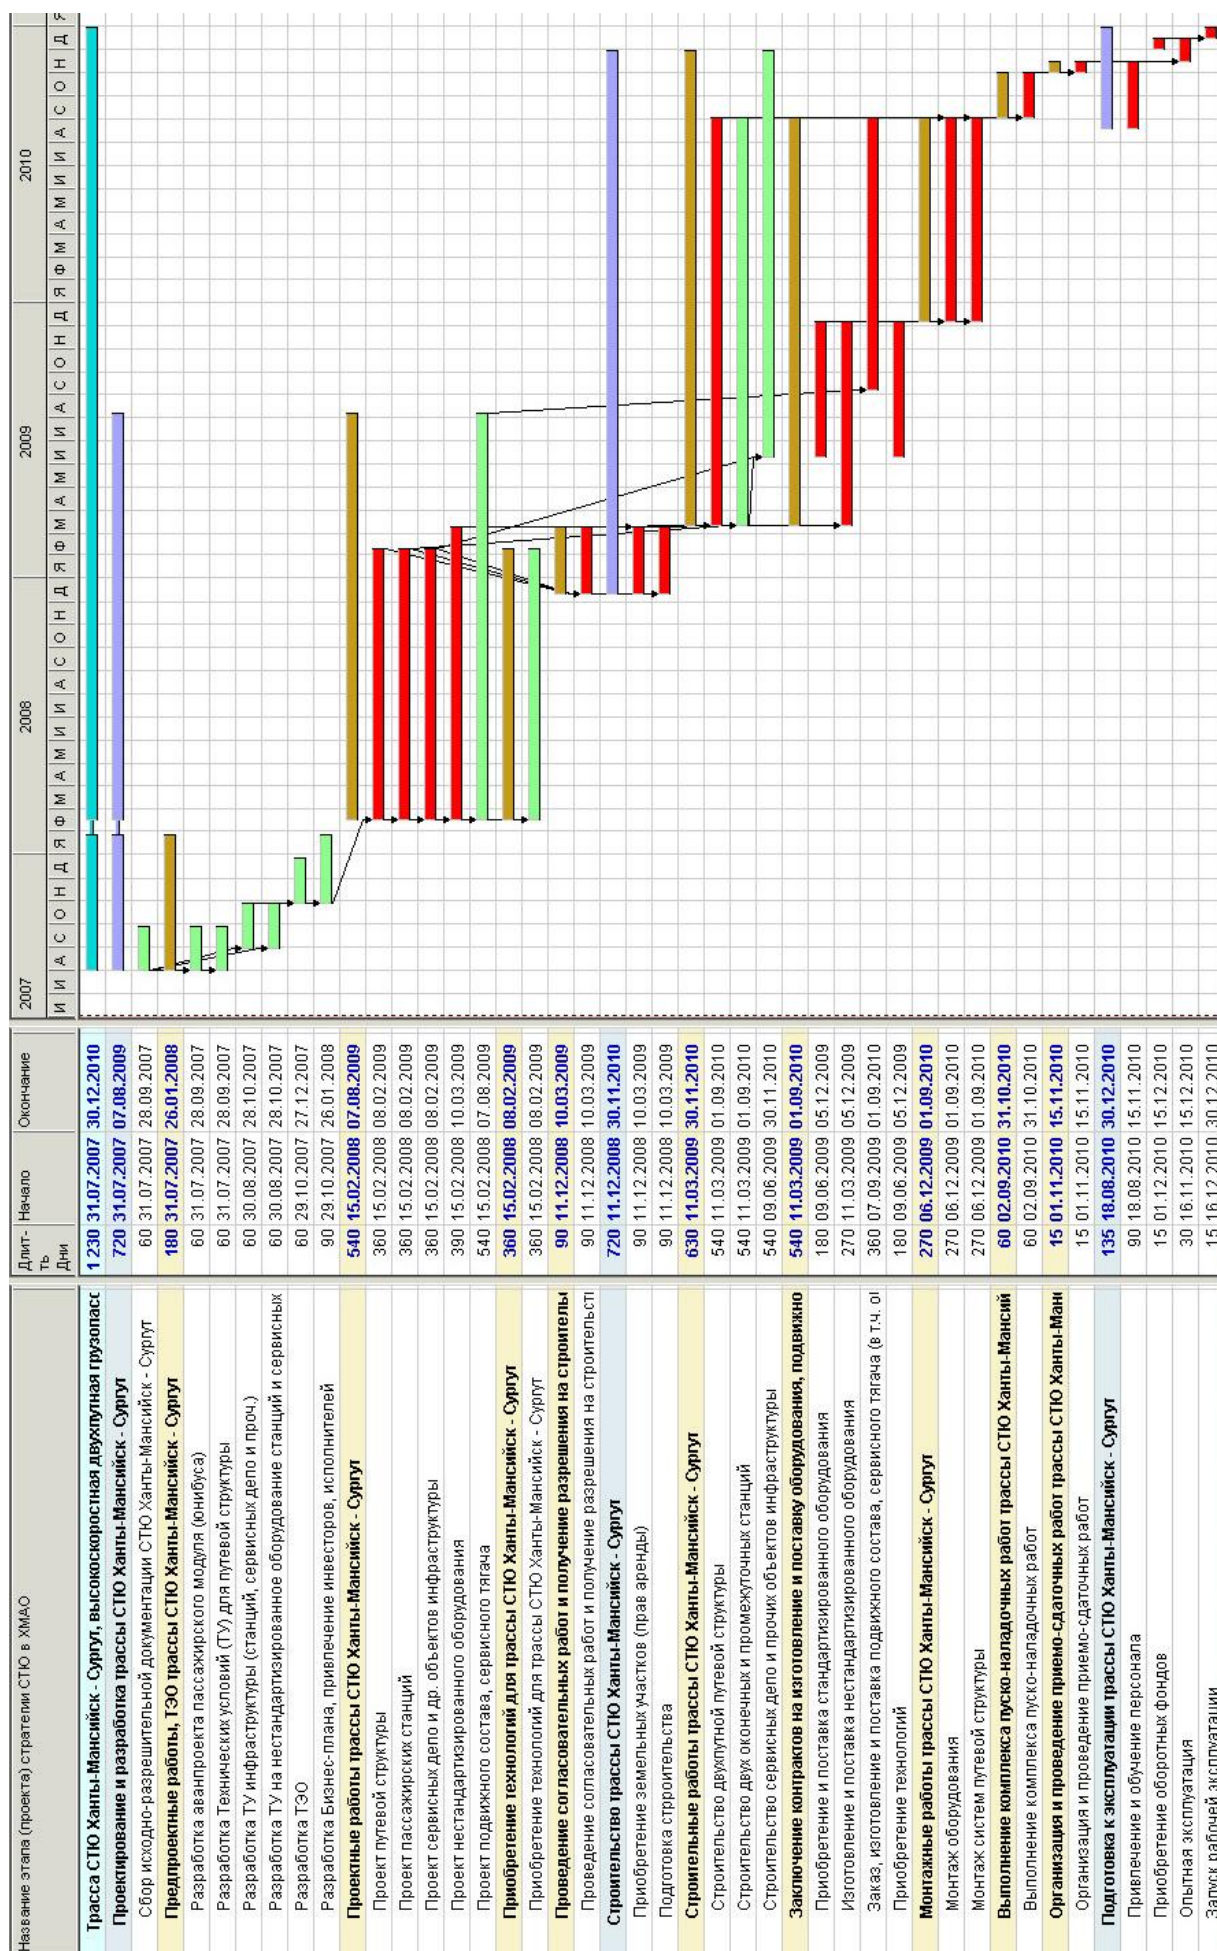 Название этапа (проекта) стратегии СТЮ в ХМАО Длит-ть Дни Начало Окончание
2007 2008 2009 2010
И И А С О Н Д Я Ф М А М И И А С О Н Д Я Ф М А М И И А С О Н Д Я Ф М А М И И А С О Н Д Я
Трасса СТЮ Ханты-Мансийск - Сургут, высокоскоростная двухпутная грузопасс 1 230 31.07.2007 30.12.2010
Проектирование и разработка трассы СТЮ Ханты-Мансийск - Сургут 720 31.07.2007 07.08.2009
Сбор исходно-разрешительной документации СТЮ Ханты-Мансийск - Сургут 60 31.07.2007 28.09.2007
Предпроектные работы, ТЭО трассы СТЮ Ханты-Мансийск - Сургут 180 31.07.2007 26.01.2008
Разработка аванпроекта пассажирского модуля (юнибуса) 60 31.07.2007 28.09.2007
Разработка Технических условий (ТУ) для путевой структуры 60 31.07.2007 28.09.2007
Разработка ТУ инфраструктуры (станций, сервисных депо и проч.) 60 30.08.2007 28.10.2007
Разработка ТУ на нестандартизированное оборудование станций и сервисных 60 30.08.2007 28.10.2007
Разработка ТЭО 60 29.10.2007 27.12.2007
Разработка Бизнес-плана, привлечение инвесторов, исполнителей 90 29.10.2007 26.01.2008
Проектные работы трассы СТЮ Ханты-Мансийск - Сургут 540 15.02.2008 07.08.2009
Проект путевой структуры 360 15.02.2008 08.02.2009
Проект пассажирских станций 360 15.02.2008 08.02.2009
Проект сервисных депо и др. объектов инфраструктуры 360 15.02.2008 08.02.2009
Проект нестандартизированного оборудования 390 15.02.2008 10.03.2009
Проект подвижного состава, сервисного тягача 540 15.02.2008 07.08.2009
Приобретение технологий для трассы СТЮ Ханты-Мансийск - Сургут 360 15.02.2008 08.02.2009
Приобретение технологий для трассы СТЮ Ханты-Мансийск - Сургут 360 15.02.2008 08.02.2009
Проведение согласовательных работ и получение разрешения на строительс 90 11.12.2008 10.03.2009
Проведение согласовательных работ и получение разрешения на строительст 90 11.12.2008 10.03.2009
Строительство трассы СТЮ Ханты-Мансийск - Сургут 720 11.12.2008 30.11.2010
Приобретение земельных участков (прав аренды) 90 11.12.2008 10.03.2009
Подготовка стрроительства 90 11.12.2008 10.03.2009
Строительные работы трассы СТЮ Ханты-Мансийск - Сургут 630 11.03.2009 30.11.2010
Строительство двухпутной путевой структуры 540 11.03.2009 01.09.2010
Строительство двух оконечных и промежуточных станций 540 11.03.2009 01.09.2010
Строительство сервисных депо и прочих объектов инфраструктуры 540 09.06.2009 30.11.2010
Заключение контрактов на изготовление и поставку оборудования, подвижно 540 11.03.2009 01.09.2010
Приобретение и поставка стандартизированного оборудования 180 09.06.2009 05.12.2009
Изготовление и поставка нестандартизированного оборудования 270 11.03.2009 05.12.2009
Заказ, изготовление и поставка подвижного состава, сервисного тягача (в т.ч. о 360 07.09.2009 01.09.2010
Приобретение технологий 180 09.06.2009 05.12.2009
Монтажные работы трассы СТЮ Ханты-Мансийск - Сургут 270 06.12.2009 01.09.2010
Монтаж оборудования 270 06.12.2009 01.09.2010
Монтаж систем путевой структуры 270 06.12.2009 01.09.2010
Выполнение комплекса пуско-наладочных работ трассы СТЮ Ханты-Мансий 60 02.09.2010 31.10.2010
Выполнение комплекса пуско-наладочных работ 60 02.09.2010 31.10.2010
Организация и проведение приемо-сдаточных работ трассы СТЮ Ханты-Ман 15 01.11.2010 15.11.2010
Организация и проведение приемо-сдаточных работ 15 01.11.2010 15.11.2010
Подготовка к эксплуатации трассы СТЮ Ханты-Мансийск - Сургут 135 18.08.2010 30.12.2010
Привлечение и обучение персонала 90 18.08.2010 15.11.2010
Приобретение оборотных фондов 15 01.12.2010 15.12.2010
Опытная эксплуатация 30 16.11.2010 15.12.2010
Запуск рабочей эксплуатации 15 16.12.2010 30.12.2010